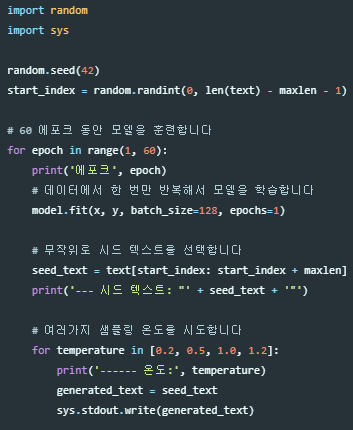 import random
import sys
random.seed(42)
start_index = random.randint(0, len(text) - maxlen - 1)
# 60 에포크 동안 모델을 훈련합니다
for epoch in range(1, 60):
    print('에포크', epoch)
    # 데이터에서 한 번만 반복해서 모델을 학습합니다
    model.fit(x, y, batch_size=128, epochs=1)
    # 무작위로 시드 텍스트를 선택합니다
    seed_text = text[start_index: start_index + maxlen]
    print('--- 시드 텍스트: "' + seed_text + '"')
    # 여러가지 샘플링 온도를 시도합니다
    for temperature in [0.2, 0.5, 1.0, 1.2]:
        print('------ 온도:', temperature)
        generated_text = seed_text
        sys.stdout.write(generated_text)